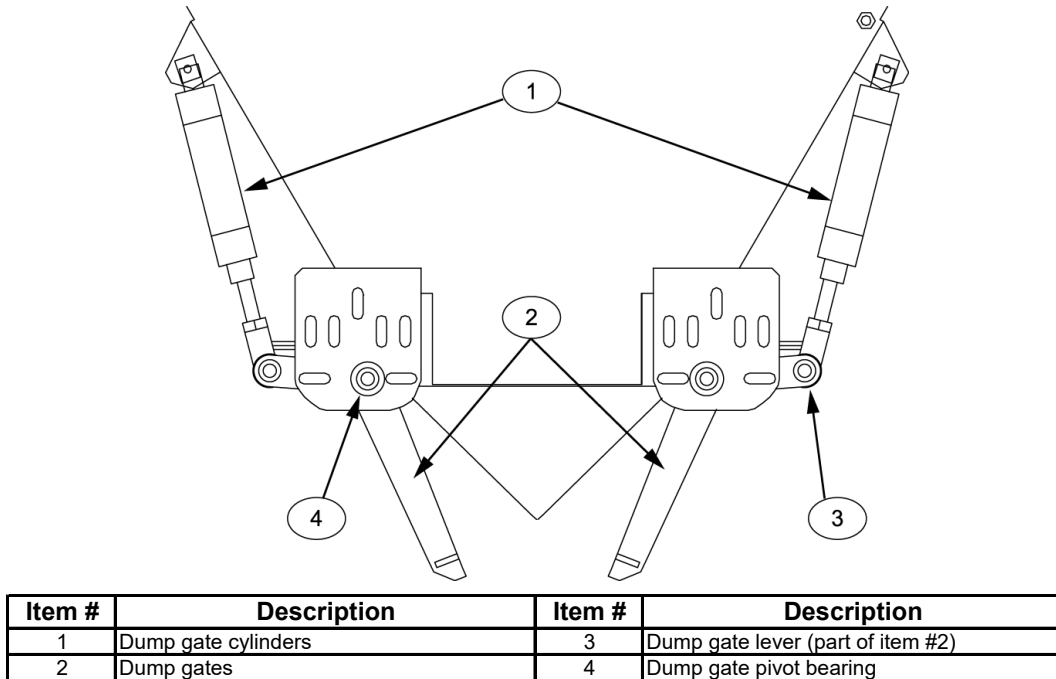 1
2
4
3
Item # Description Item # Description
1 Dump gate cylinders 3 Dump gate lever (part of item #2)
2 Dump gates 4 Dump gate pivot bearing